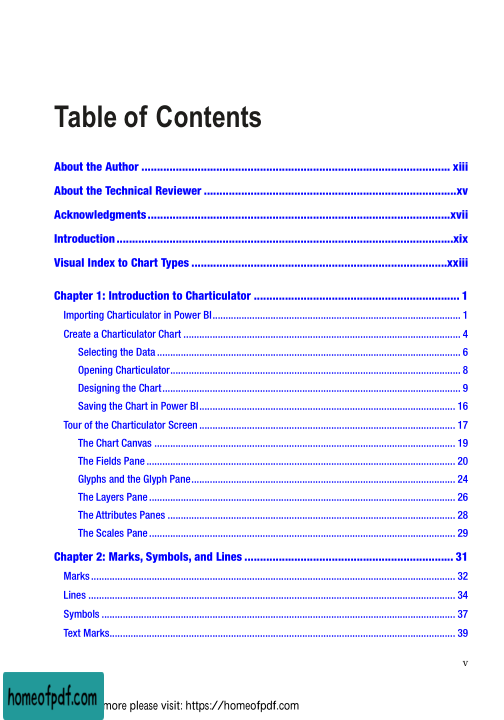 Table of Contents
About the Author ................................................................................................... xiii
About the Technical Reviewer .................................................................................xv
Acknowledgments.................................................................................................xvii
Introduction............................................................................................................xix
Visual Index to Chart Types ..................................................................................xxiii
Chapter 1: Introduction to Charticulator .................................................................. 1
Importing Charticulator in Power BI............................................................................................... 1
Create a Charticulator Chart .......................................................................................................... 4
Selecting the Data .................................................................................................................... 6
Opening Charticulator............................................................................................................... 8
Designing the Chart.................................................................................................................. 9
Saving the Chart in Power BI.................................................................................................. 16
Tour of the Charticulator Screen .................................................................................................. 17
The Chart Canvas ................................................................................................................... 19
The Fields Pane ...................................................................................................................... 20
Glyphs and the Glyph Pane..................................................................................................... 24
The Layers Pane ..................................................................................................................... 26
The Attributes Panes .............................................................................................................. 28
The Scales Pane ..................................................................................................................... 29
Chapter 2: Marks, Symbols, and Lines ................................................................... 31
Marks........................................................................................................................................... 32
Lines ............................................................................................................................................ 34
Symbols ....................................................................................................................................... 37
Text Marks.................................................................................................................................... 39
v
homeofpdf.com more please visit: https://homeofpdf.com